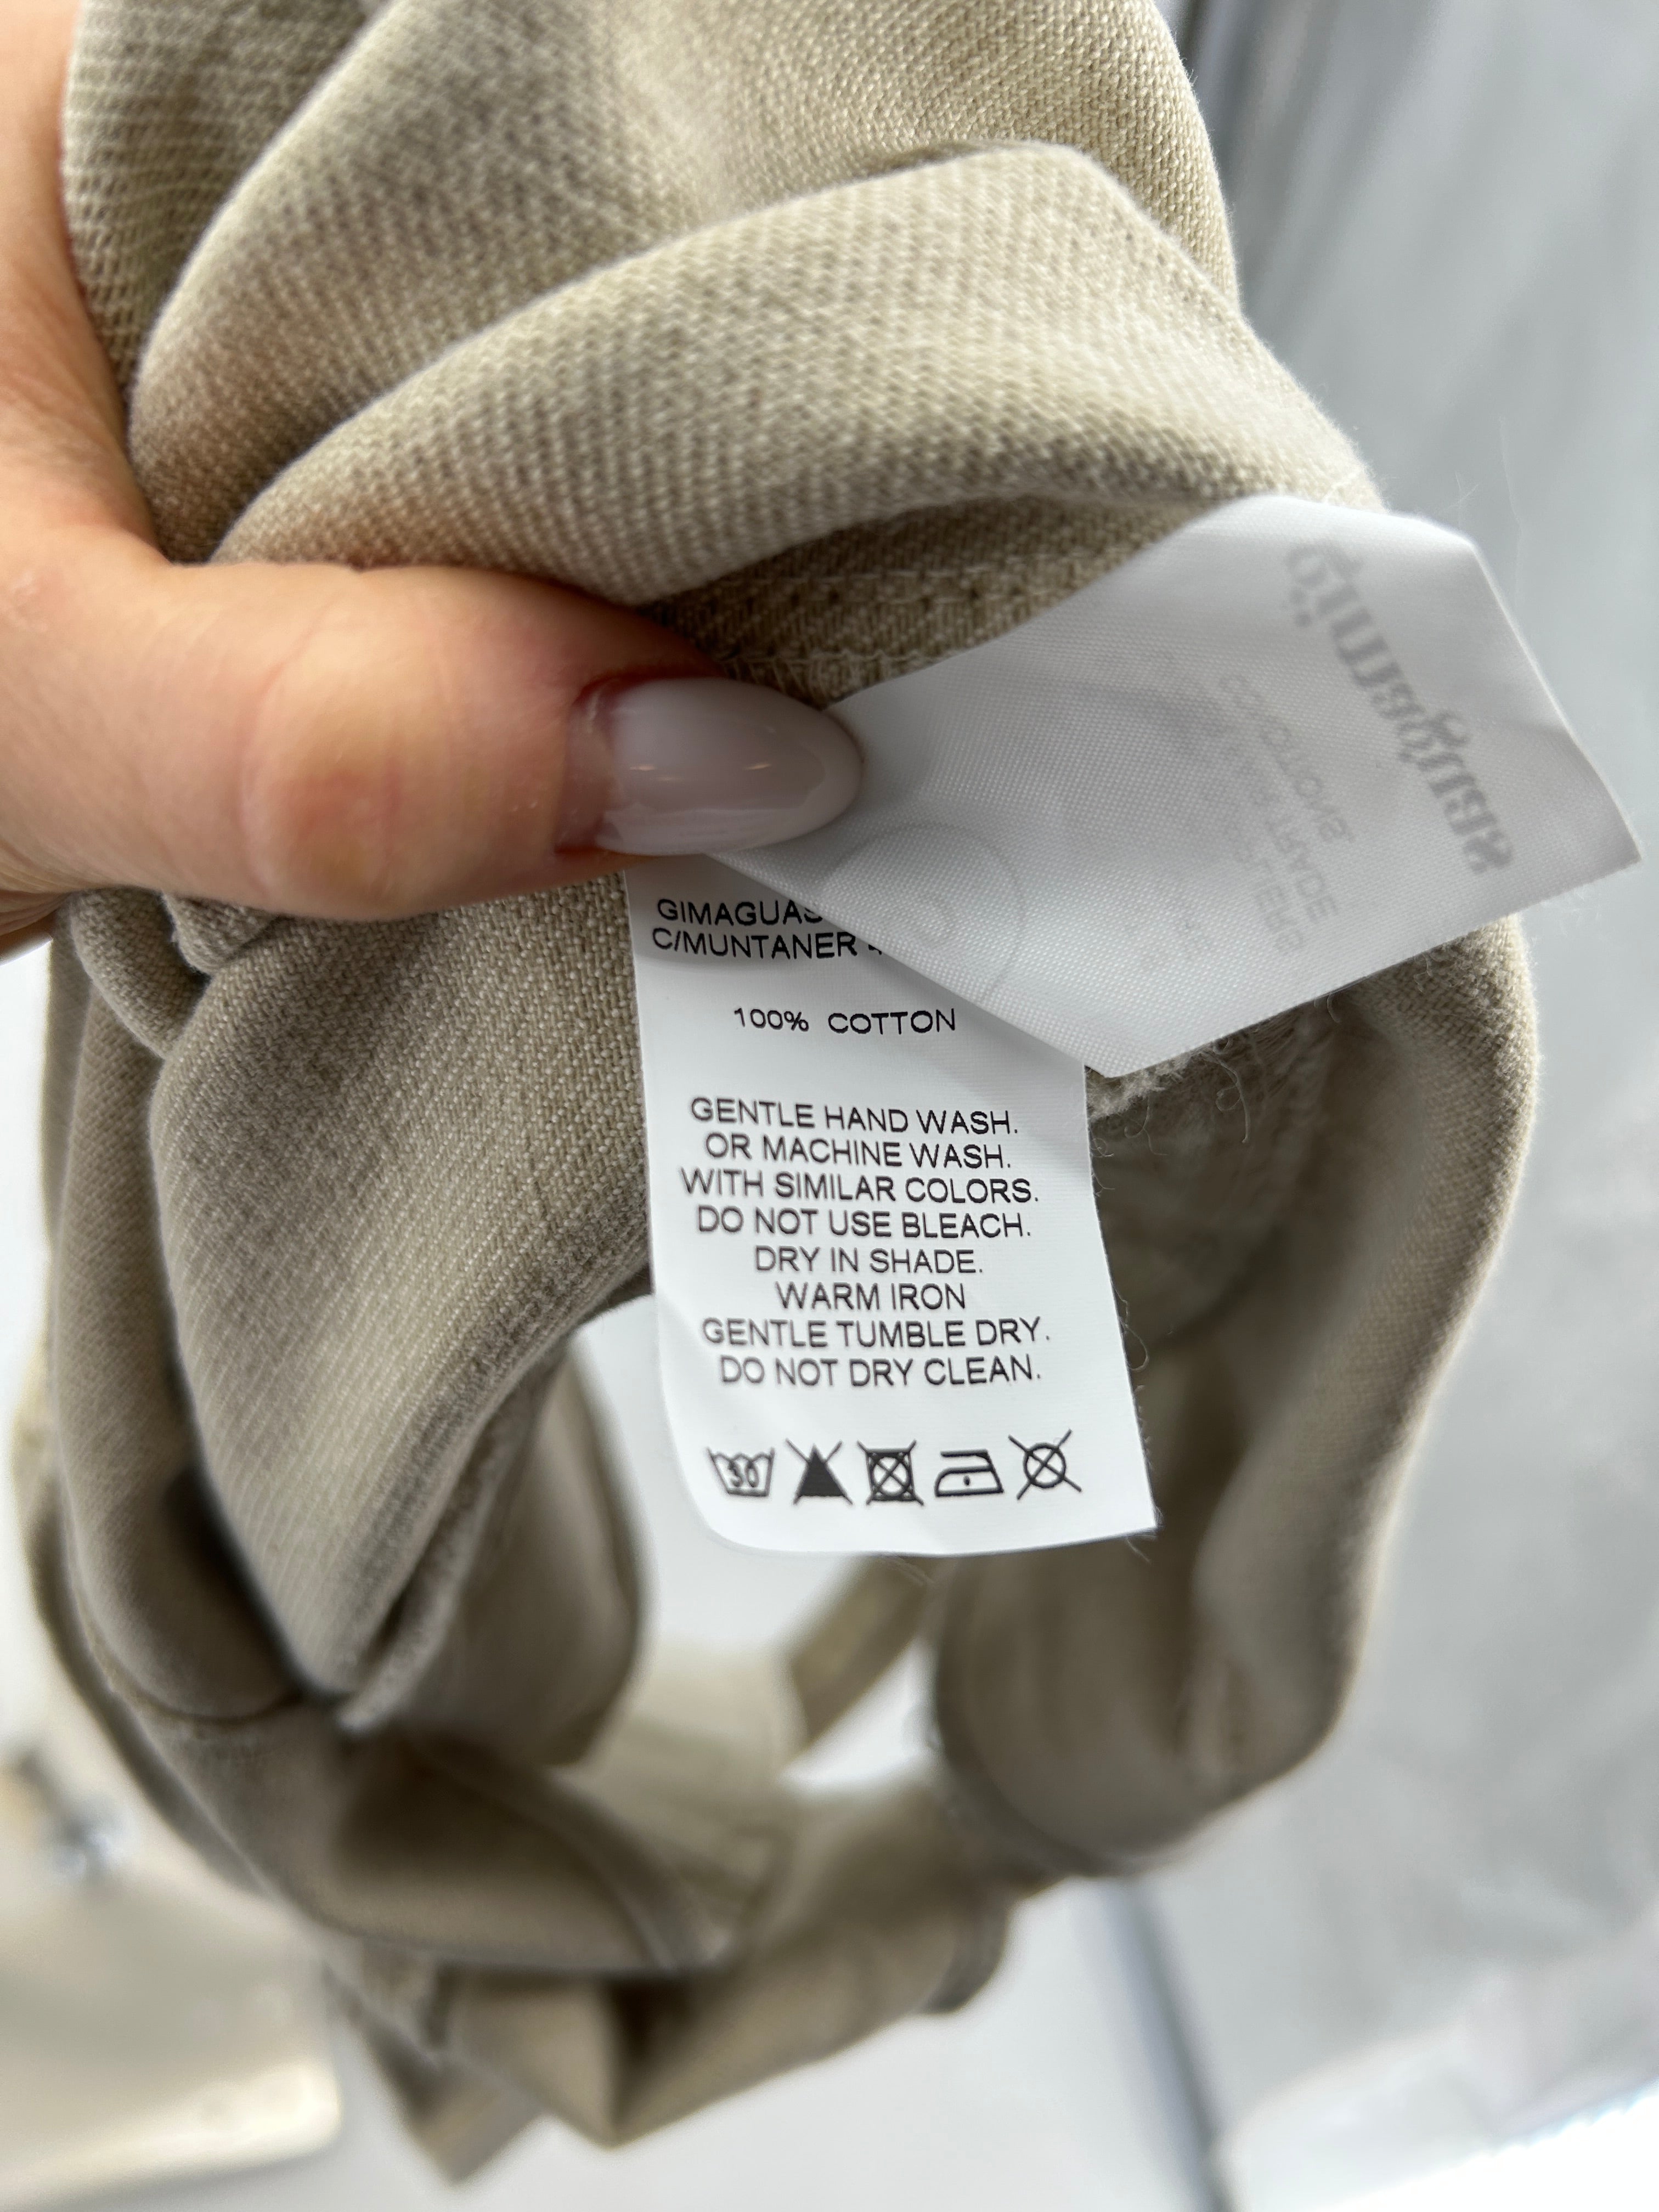 gimaguas
GIMAGUAS
C/MUNTANER
100% COTTON
GENTLE HAND WASH.
OR MACHINE WASH.
WITH SIMILAR COLORS.
DO NOT USE BLEACH.
DRY IN SHADE.
WARM IRON
GENTLE TUMBLE DRY.
DO NOT DRY CLEAN.
30